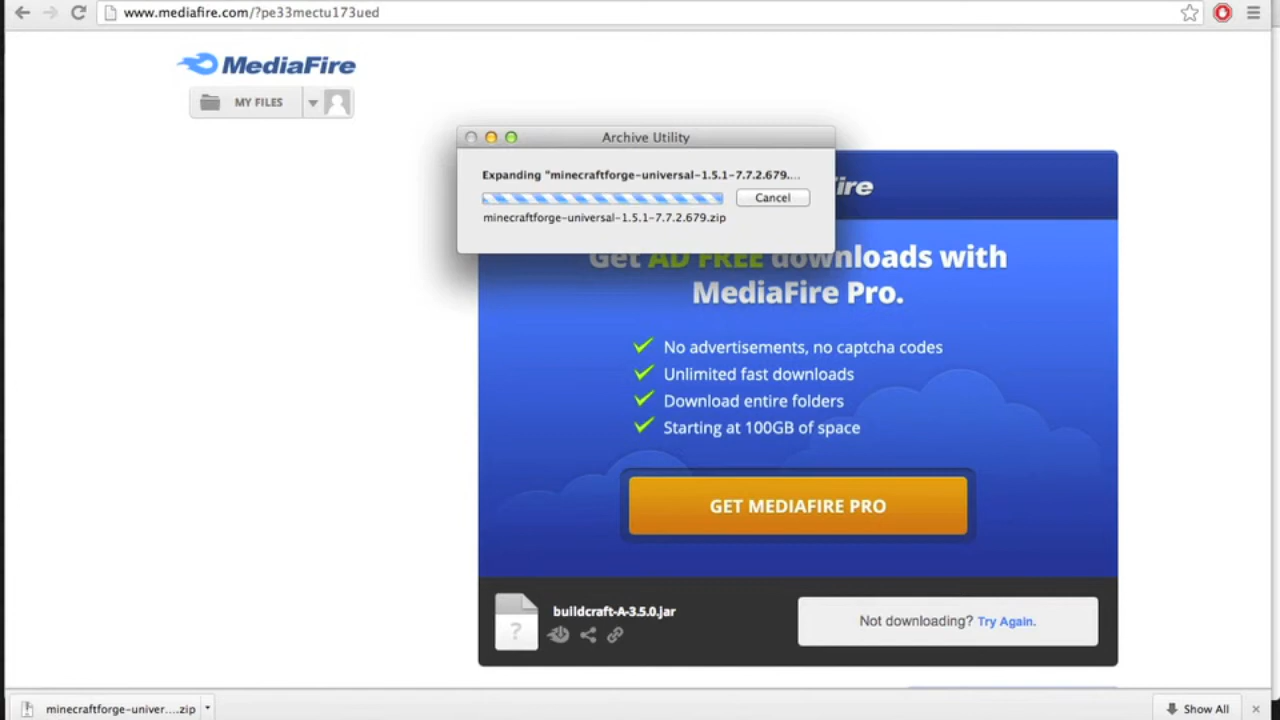 www.mediafire.com/?pe33mectu173ued
MediaFire
MY FILES
Archive Utility
Expanding "minecraftforge-universal-1.5.1-7.7.2.679....
Cancel
minecraftforge-universal-1.5.1-7.7.2.679.zip
ire
Get AD FREE downloads with
MediaFire Pro.
No advertisements, no captcha codes
Unlimited fast downloads
Download entire folders
Starting at 100GB of space
GET MEDIAFIRE PRO
buildcraft-A-3.5.0.jar
?
Not downloading? Try Again.
minecraftforge-univer....zip
Show All